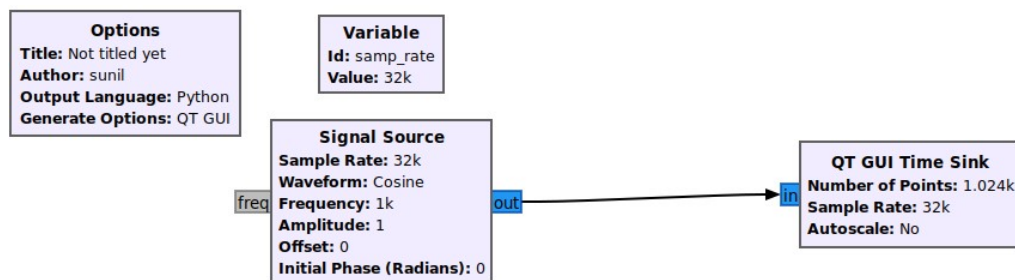 Options
Title: Not titled yet
Author: sunil
Output Language: Python
Generate Options: QT GUI
Variable
Id: samp_rate
Value: 32k
Signal Source
Sample Rate: 32k
Waveform: Cosine
Frequency: 1k
Amplitude: 1
Offset: 0
Initial Phase (Radians): 0
freq
out
in
QT GUI Time Sink
Number of Points: 1.024k
Sample Rate: 32k
Autoscale: No